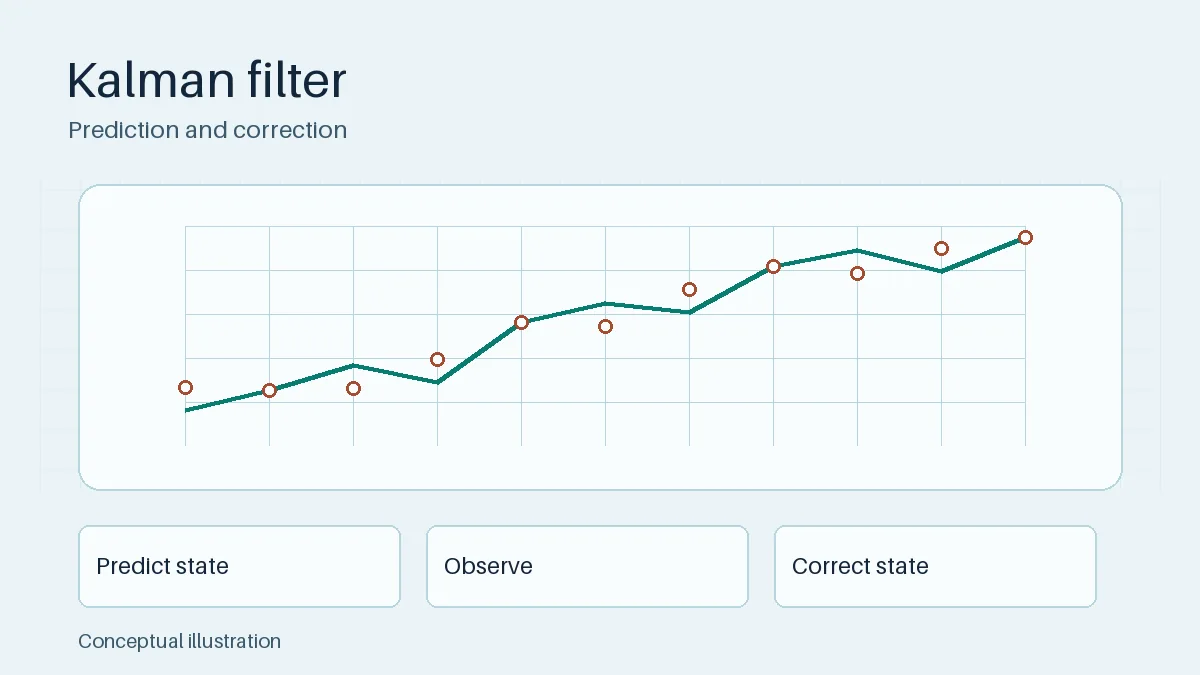 Kalman filter
Prediction and correction
Predict state
Observe
Correct state
Conceptual illustration